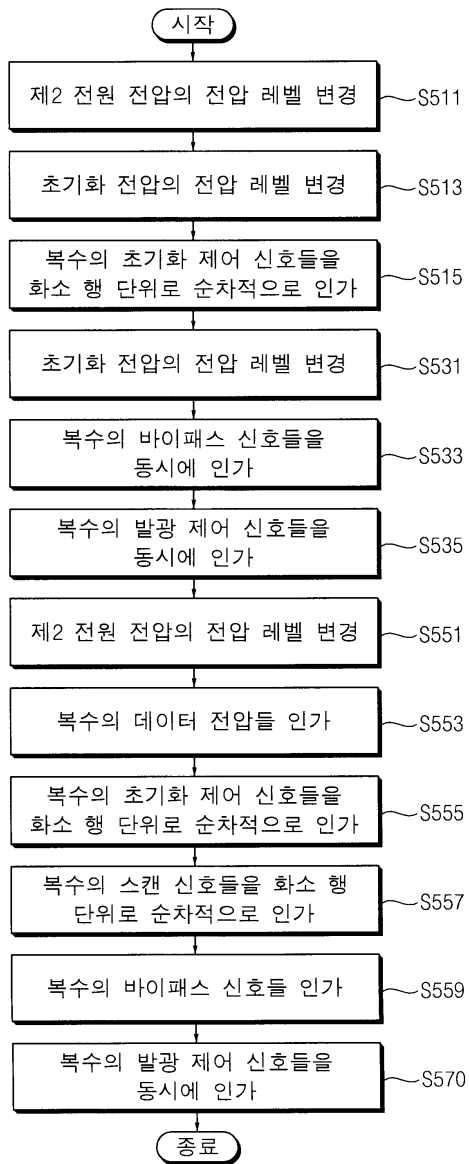 시작
제2 전원 전압의 전압 레벨 변경
S511
초기화 전압의 전압 레벨 변경
S513
복수의 초기화 제어 신호들을
화소 행 단위로 순차적으로 인가
S515
초기화 전압의 전압 레벨 변경
S531
복수의 바이패스 신호들을
동시에 인가
S533
복수의 발광 제어 신호들을
동시에 인가
S535
제2 전원 전압의 전압 레벨 변경
S551
복수의 데이터 전압들 인가
S553
복수의 초기화 제어 신호들을
화소 행 단위로 순차적으로 인가
S555
복수의 스캔 신호들을 화소 행
단위로 순차적으로 인가
S557
복수의 바이패스 신호들 인가
S559
복수의 발광 제어 신호들을
동시에 인가
S570
종료